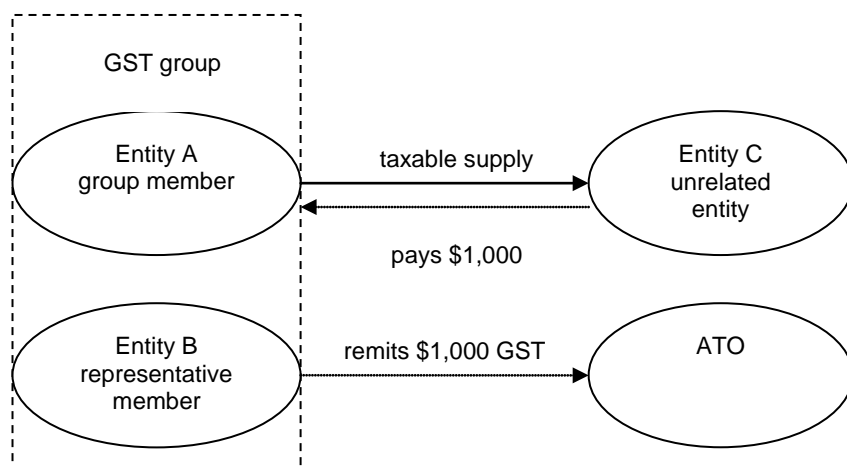 GST group
Entity A
group member
taxable supply
Entity C
unrelated
entity
pays $1,000
Entity B
representative
member
remits $1,000 GST
ATO